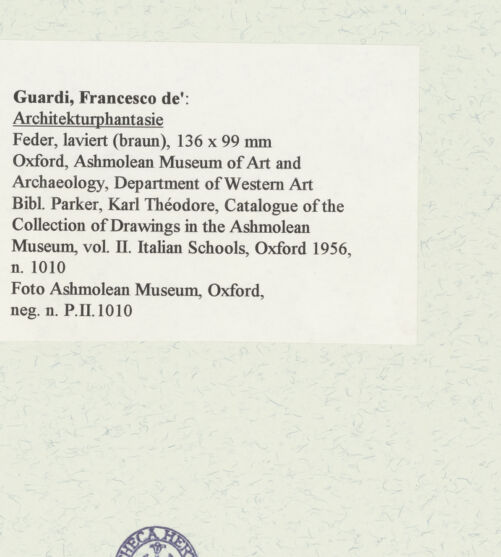 Guardi, Francesco de':
Architekturphantasie
Feder, laviert (braun), 136 x 99 mm
Oxford, Ashmolean Museum of Art and
Archaeology, Department of Western Art
Bibl. Parker, Karl Théodore, Catalogue of the
Collection of Drawings in the Ashmolean
Museum, vol. II. Italian Schools, Oxford 1956,
n. 1010
Foto Ashmolean Museum, Oxford,
neg. n. P.II.1010